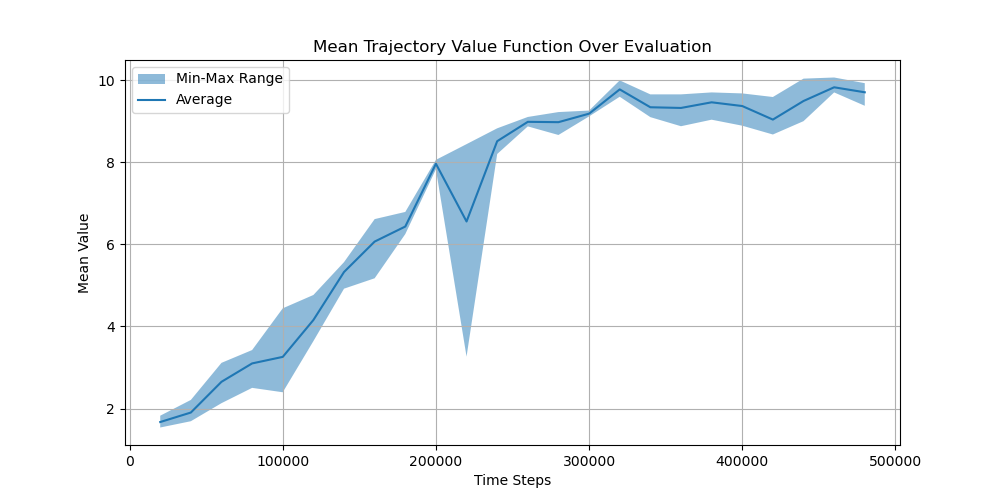 Mean Trajectory Value Function Over Evaluation
Min-Max Range
Average
10
8
6
4
2
Mean Value
0
100000
200000
300000
400000
500000
Time Steps